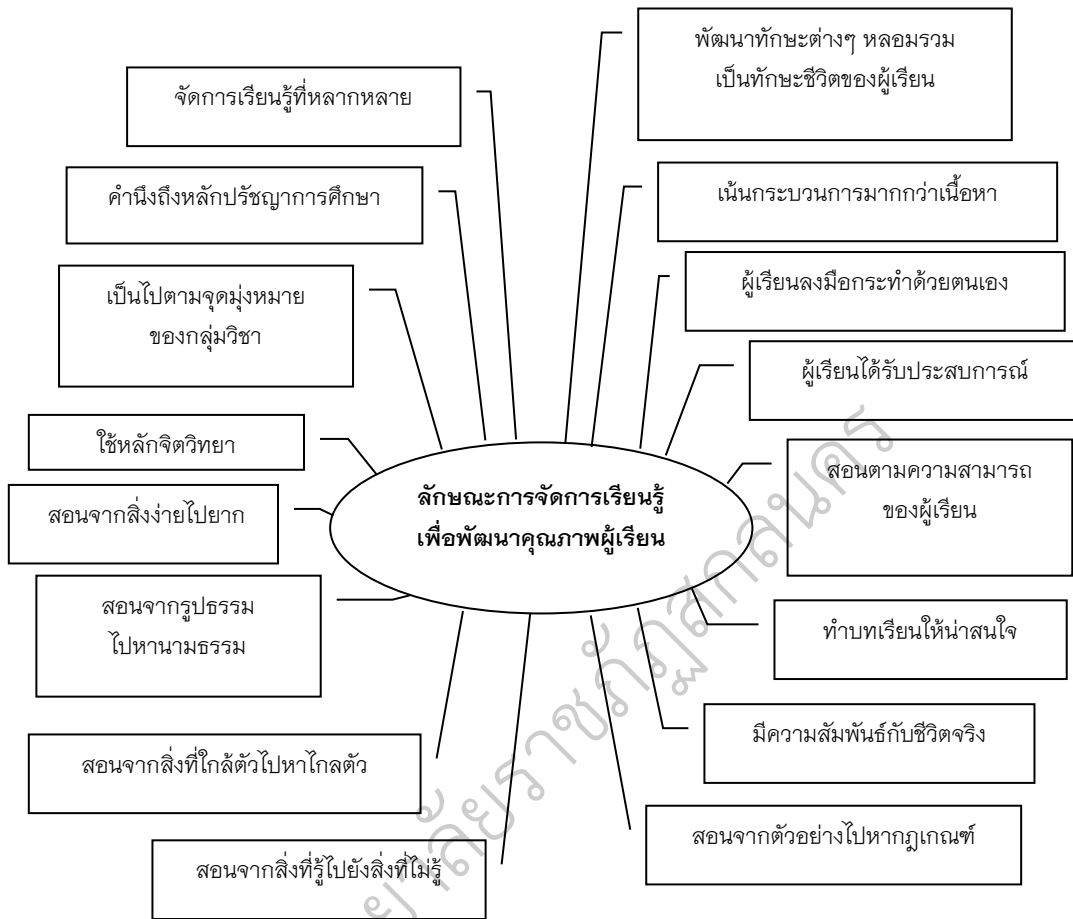 พัฒนาทักษะต่างๆ หลอมรวม
เป็นทักษะชีวิตของผู้เรียน
จัดการเรียนรู้ที่หลากหลาย
คำนึงถึงหลักปรัชญาการศึกษา
เน้นกระบวนการมากกว่าเนื้อหา
ผู้เรียนลงมือกระทำด้วยตนเอง
เป็นไปตามจุดมุ่งหมาย
ของกลุ่มวิชา
ผู้เรียนได้รับประสบการณ์
ใช้หลักจิตวิทยา
สอนตามความสามารถ
ของผู้เรียน
ลักษณะการจัดการเรียนรู้
เพื่อพัฒนาคุณภาพผู้เรียน
สอนจากสิ่งง่ายไปยาก
สอนจากรูปธรรม
ไปหานามธรรม
ทำบทเรียนให้น่าสนใจ
มีความสัมพันธ์กับชีวิตจริง
สอนจากสิ่งที่ใกล้ตัวไปหาไกลตัว
สอนจากตัวอย่างไปหากฎเกณฑ์
สอนจากสิ่งที่รู้ไปยังสิ่งที่ไม่รู้
ยาลัยราชภัฏสกลนคร